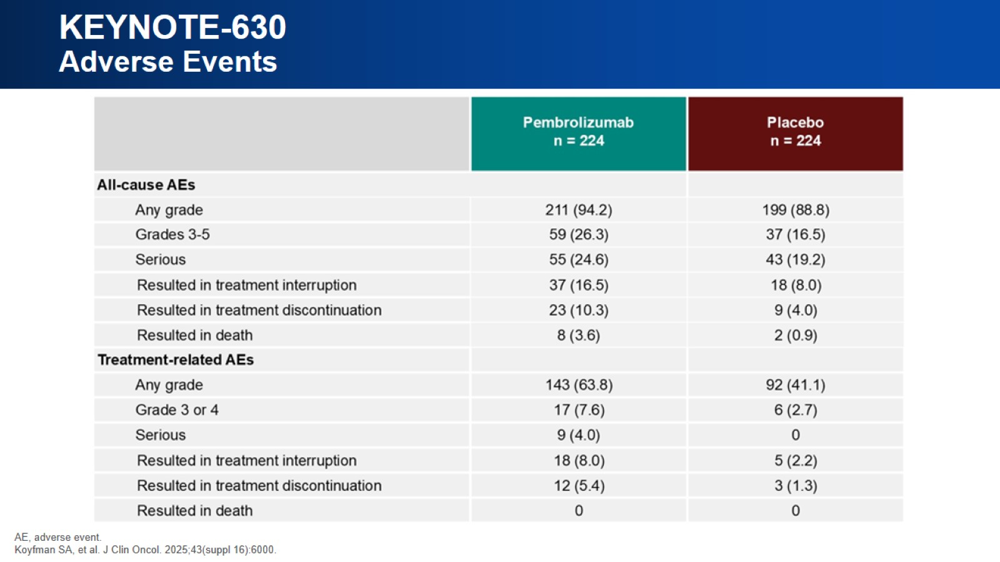 KEYNOTE-630
Adverse Events
Pembrolizumab
n = 224
Placebo
n = 224
All-cause AEs
Any grade 211 (94.2) 199 (88.8)
Grades 3-5 59 (26.3) 37 (16.5)
Serious 55 (24.6) 43 (19.2)
Resulted in treatment interruption 37 (16.5) 18 (8.0)
Resulted in treatment discontinuation 23 (10.3) 9 (4.0)
Resulted in death 8 (3.6) 2 (0.9)
Treatment-related AEs
Any grade 143 (63.8) 92 (41.1)
Grade 3 or 4 17 (7.6) 6 (2.7)
Serious 9 (4.0) 0
Resulted in treatment interruption 18 (8.0) 5 (2.2)
Resulted in treatment discontinuation 12 (5.4) 3 (1.3)
Resulted in death 0 0
AE, adverse event.
Koyfman SA, et al. J Clin Oncol. 2025;43(suppl 16):6000.